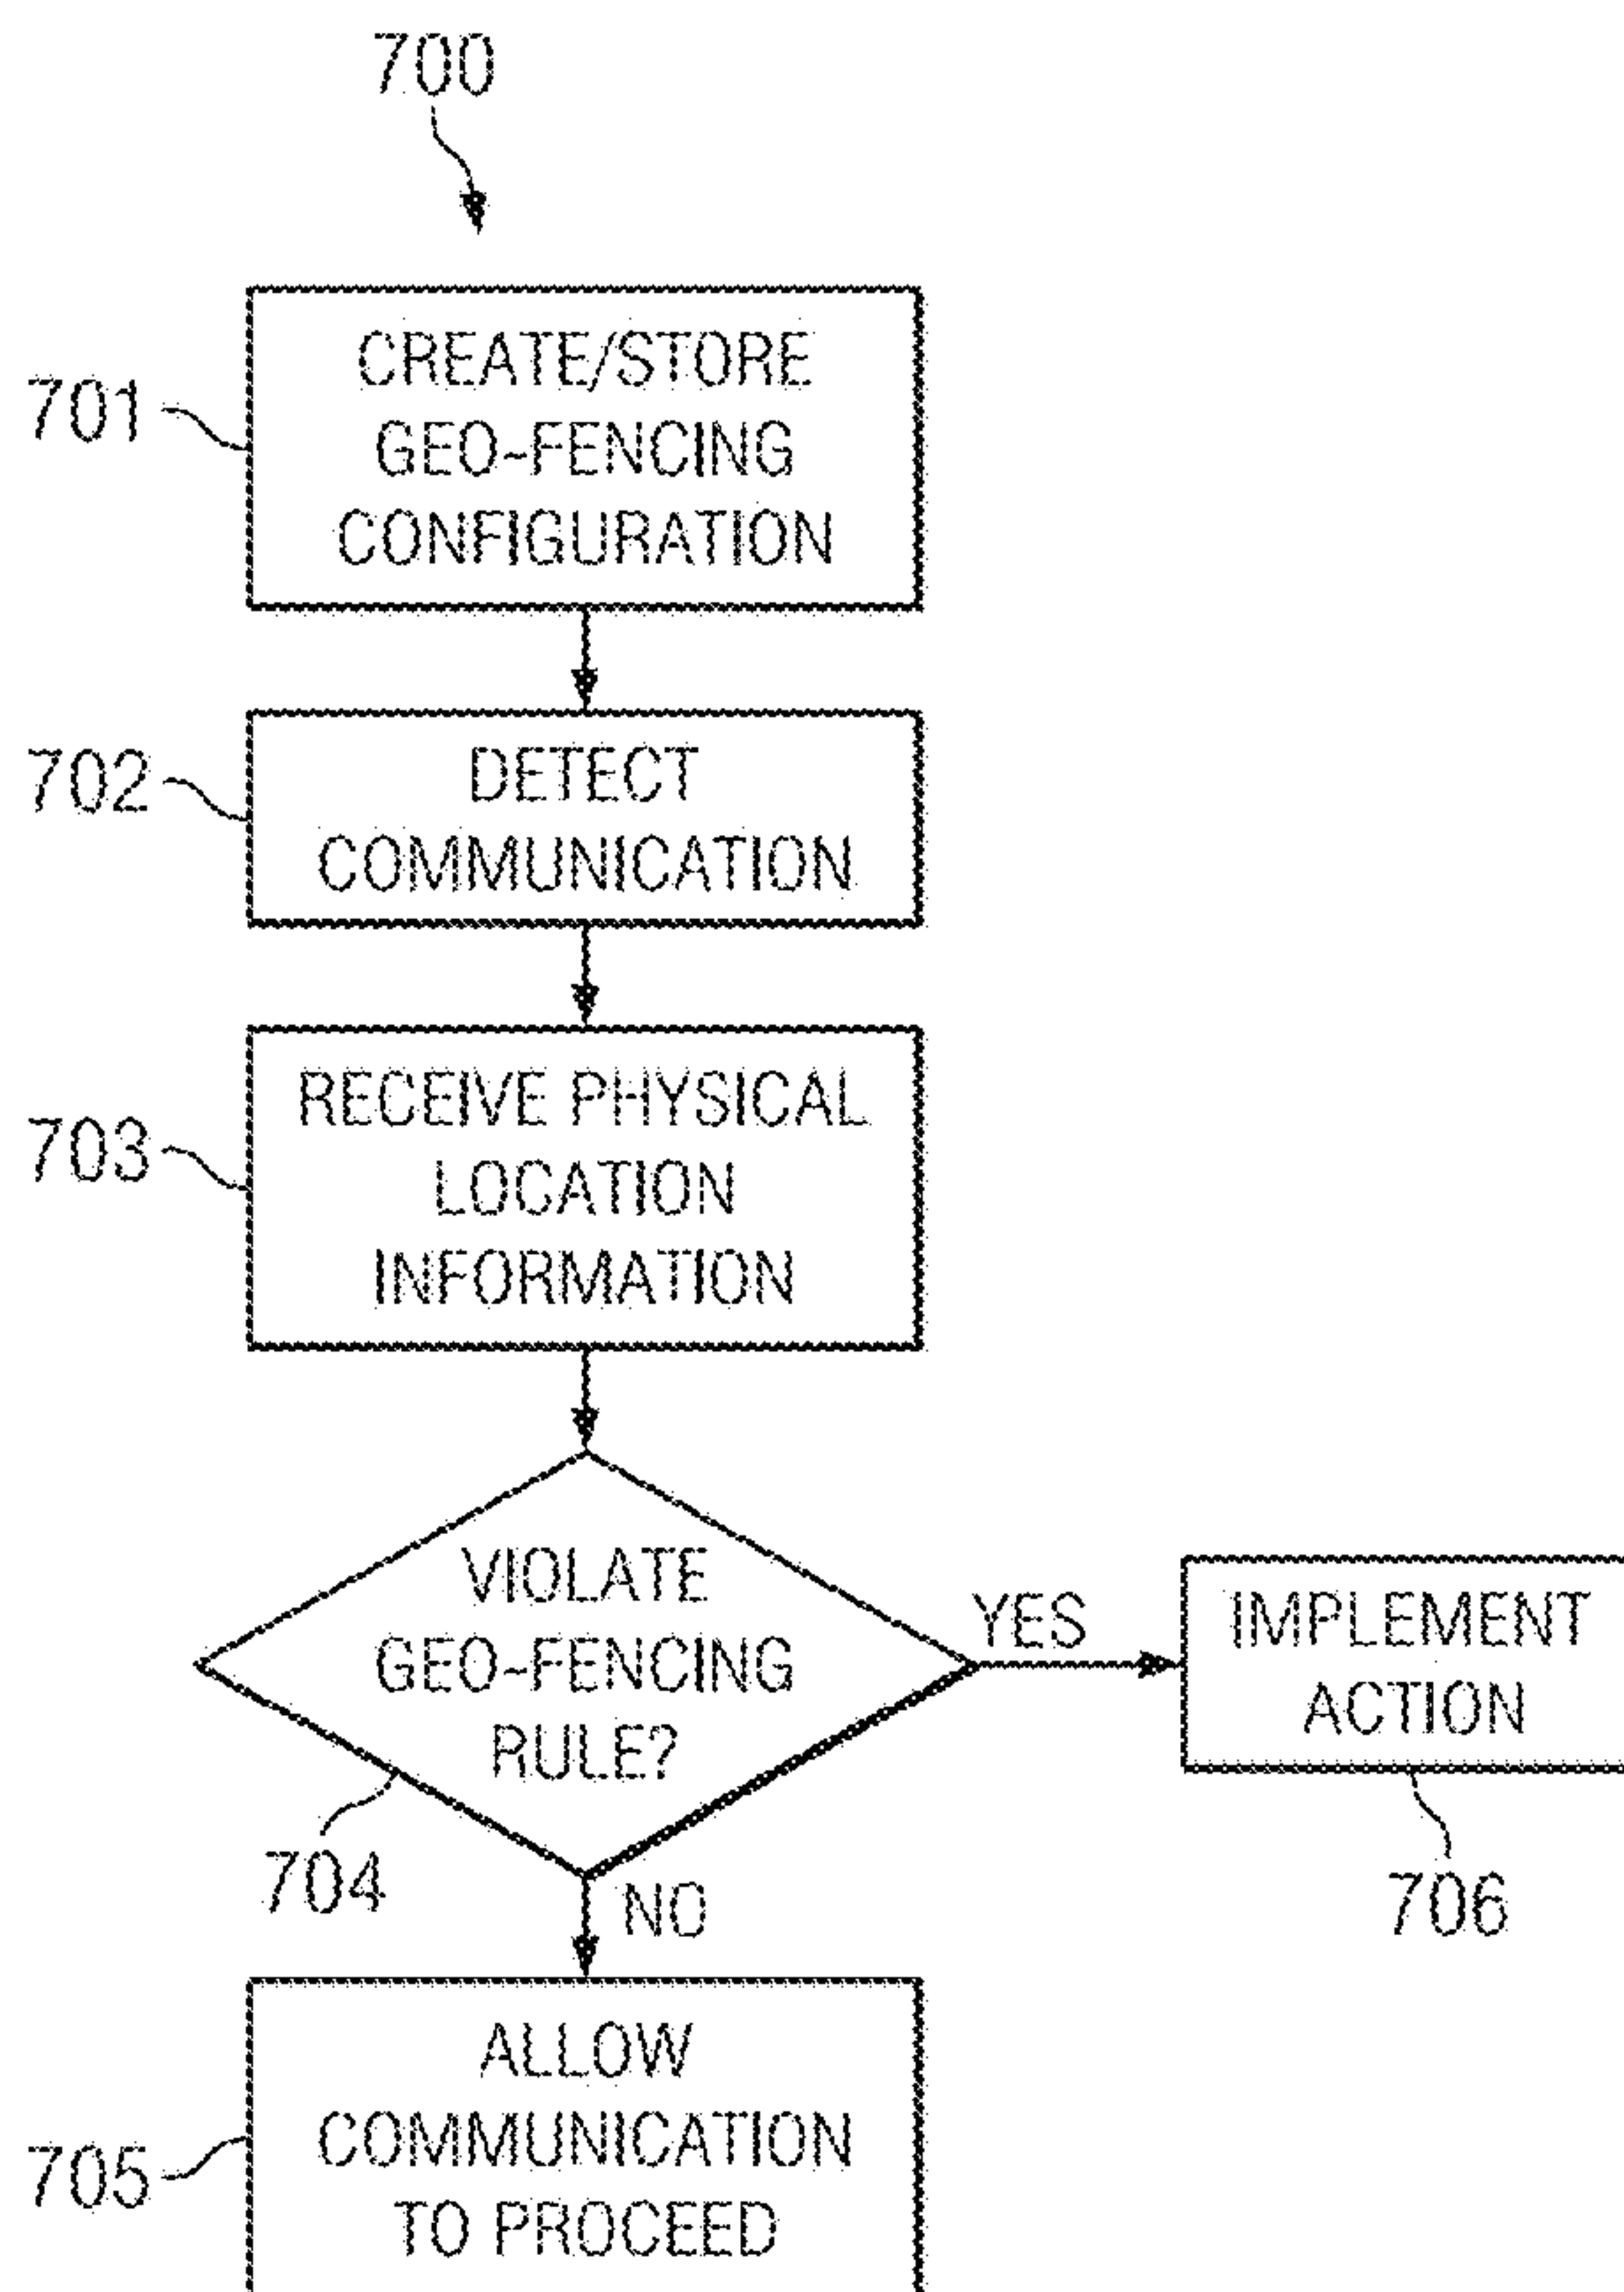 700
701
CREATE/STORE
GEO-FENCING
CONFIGURATION
702
DETECT
COMMUNICATION
703
RECEIVE PHYSICAL
LOCATION
INFORMATION
VIOLATE
GEO-FENCING
RULE?
YES
IMPLEMENT
ACTION
704
NO
706
705
ALLOW
COMMUNICATION
TO PROCEED